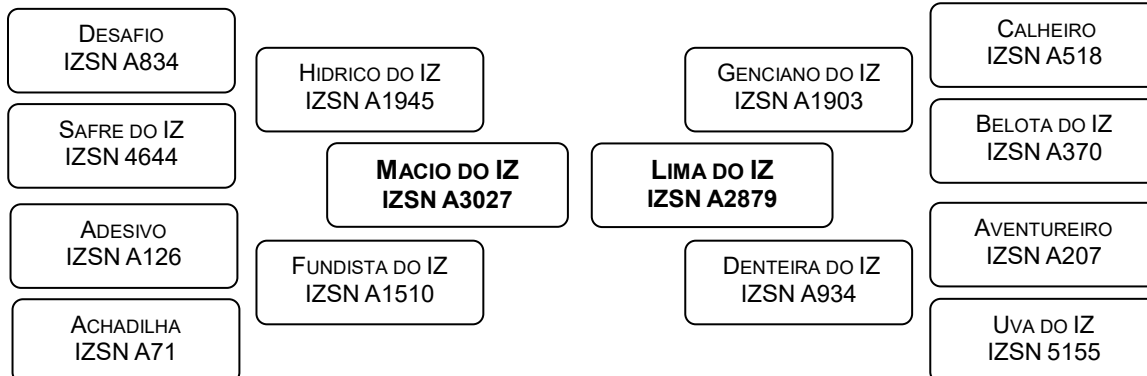 DESAFIO
IZSN A834
SAFRE DO IZ
IZSN 4644
ADESIVO
IZSN A126
ACHADILHA
IZSN A71
HIDRICO DO IZ
IZSN A1945
FUNDISTA DO IZ
IZSN A1510
MACIO DO IZ
IZSN A3027
LIMA DO IZ
IZSN A2879
GENCIANO DO IZ
IZSN A1903
DENTEIRA DO IZ
IZSN A934
CALHEIRO
IZSN A518
BELOTA DO IZ
IZSN A370
AVENTUREIRO
IZSN A207
UVA DO IZ
IZSN 5155